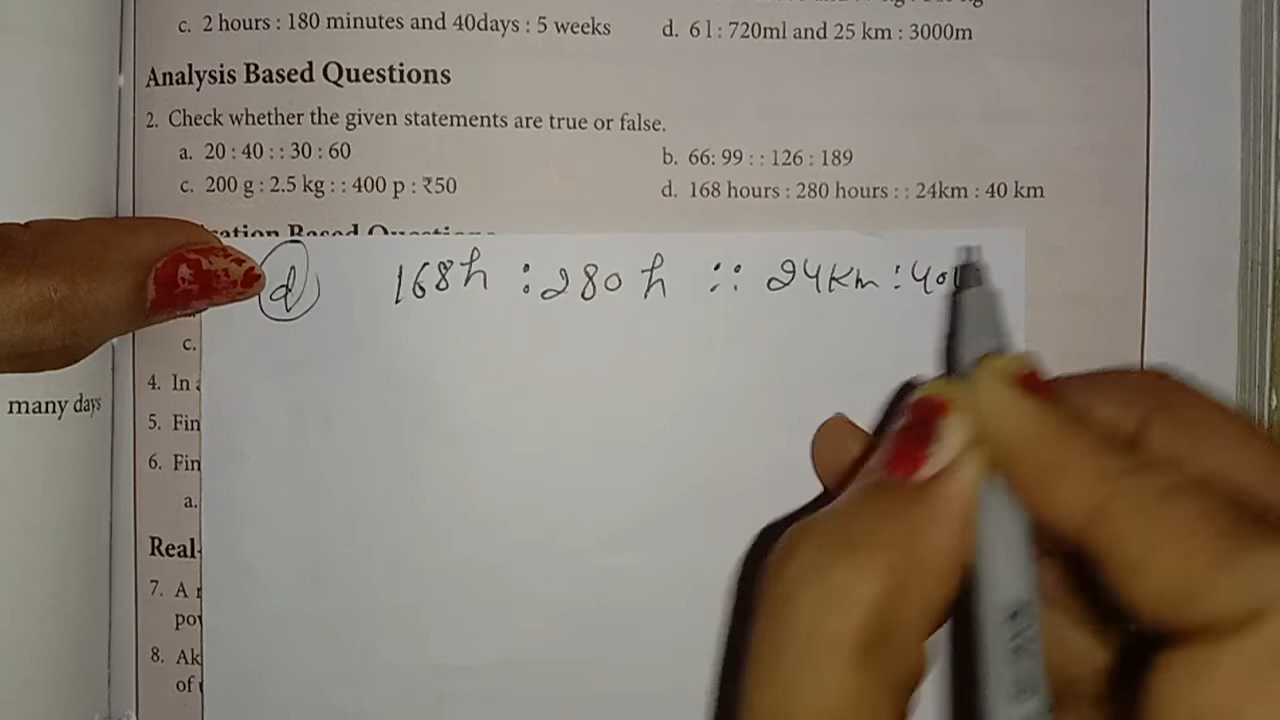 c. 2 hours : 180 minutes and 40days : 5 weeks d. 6 l : 720ml and 25 km : 3000m
Analysis Based Questions
2. Check whether the given statements are true or false.
a. 20 : 40 : : 30 : 60 b. 66: 99 : : 126 : 189
c. 200 g : 2.5 kg : : 400 p : ₹50 d. 168 hours : 280 hours : : 24km : 40 km
d 168h : 280 h :: 24km : 40
c.
many days
4. In
5. Fin
6. Fin
a.
Real-
7. A
po
8. Ak
of